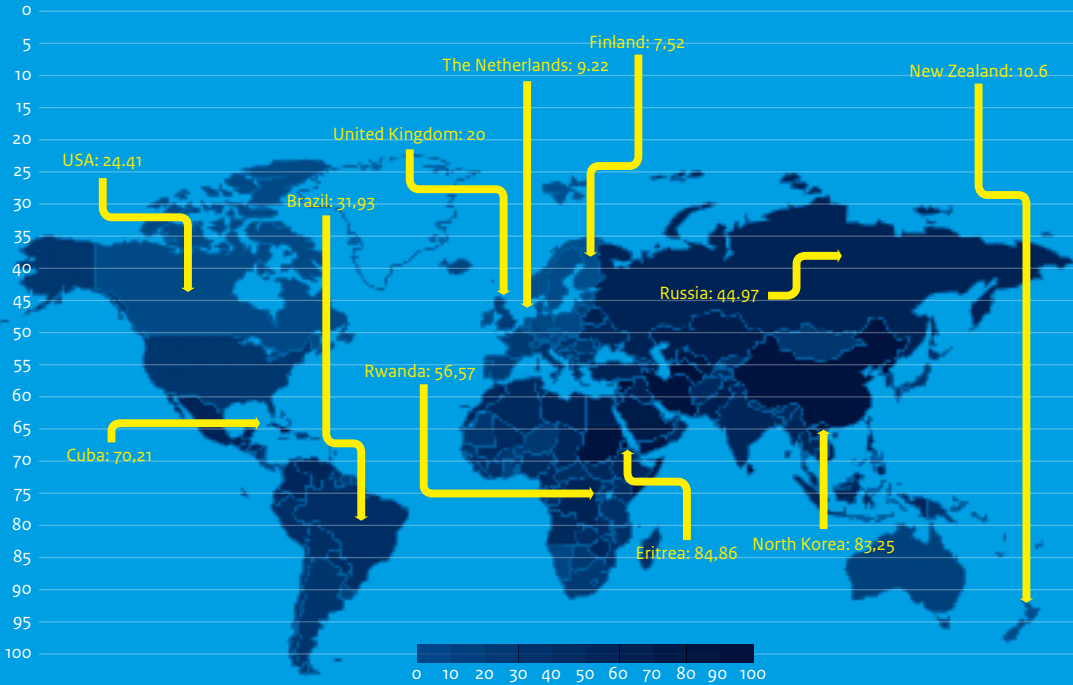 0
5
10
15
20
25
30
35
40
45
50
55
60
65
70
75
80
85
90
95
100
Finland: 7,52
The Netherlands: 9.22
New Zealand: 10.6
United Kingdom: 20
USA: 24.41
Brazil: 31,93
Russia: 44.97
Rwanda: 56,57
Cuba: 70,21
North Korea: 83,25
Eritrea: 84,86
0 10 20 30 40 50 60 70 80 90 100